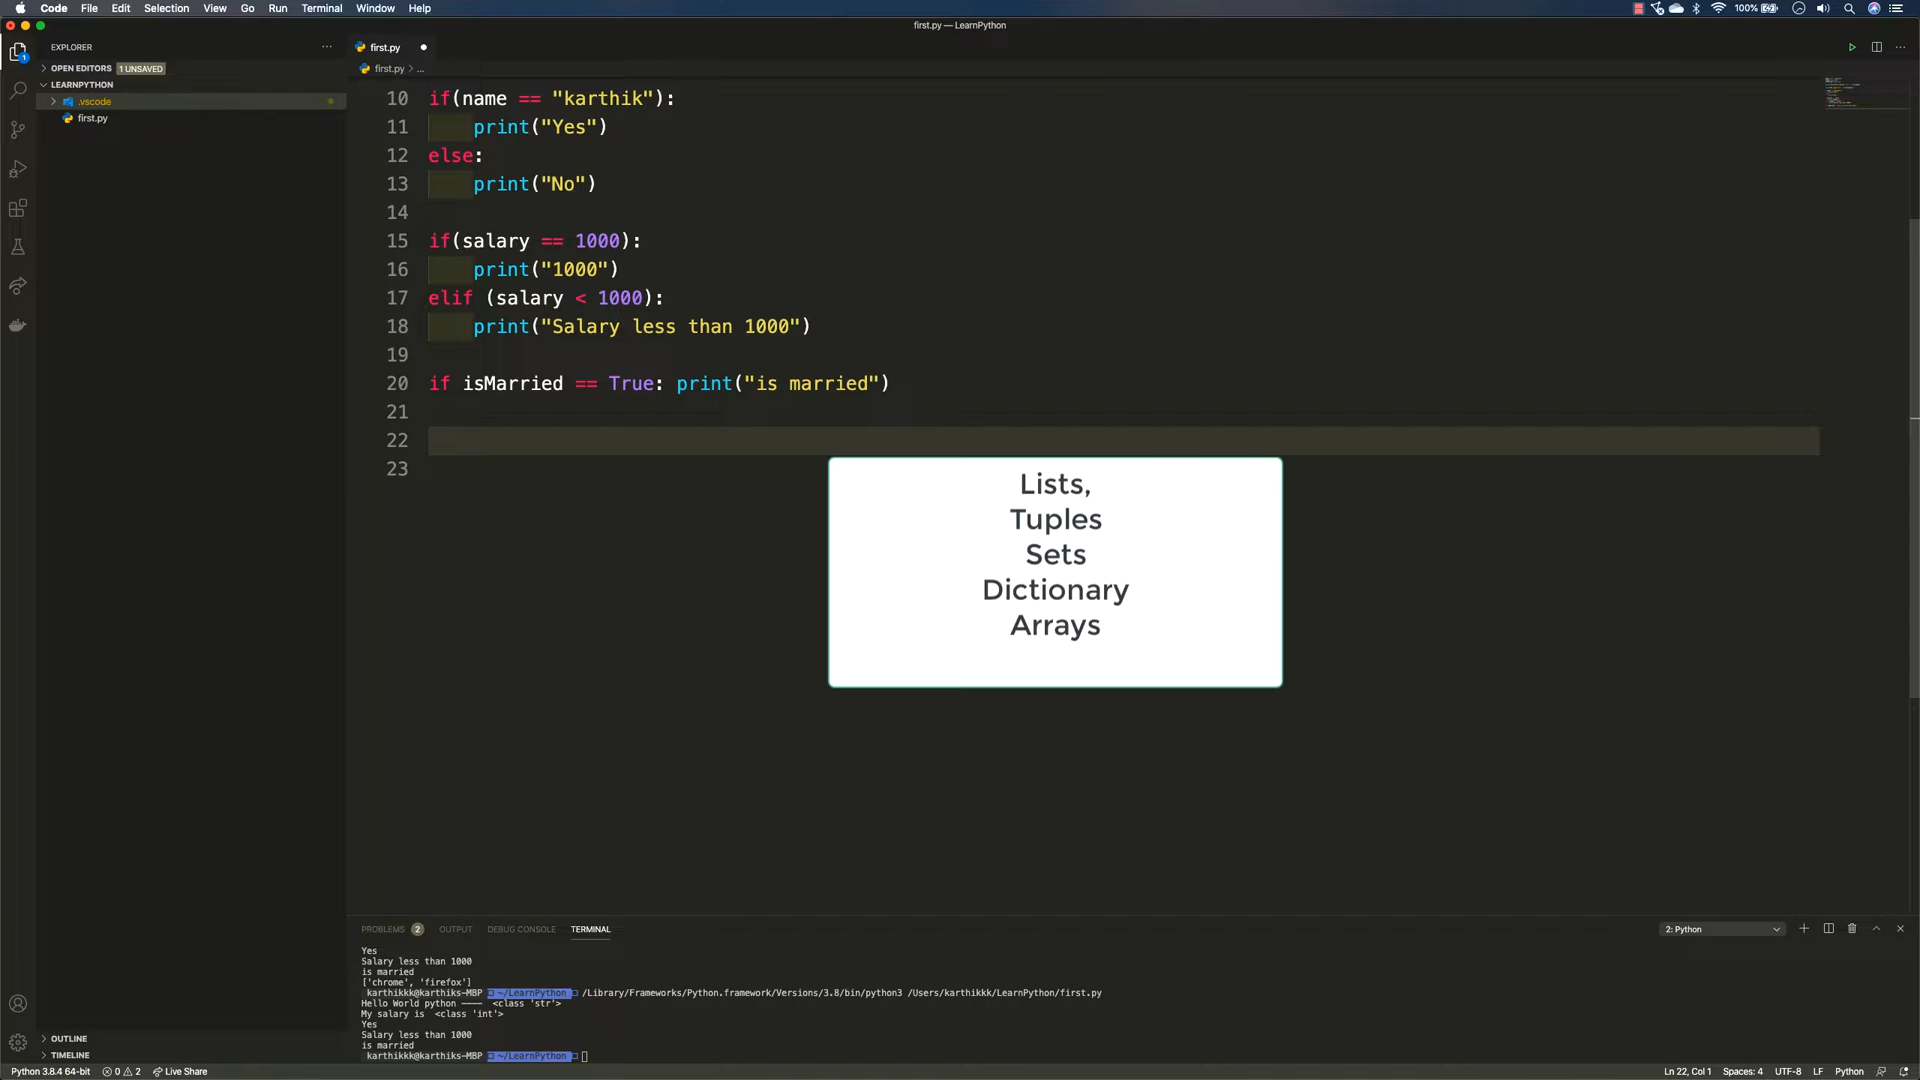 Code File Edit Selection View Go Run Terminal Window Help 100%
first.py — LearnPython
EXPLORER
OPEN EDITORS 1 UNSAVED
LEARNPYTHON
.vscode
first.py
1
first.py
first.py > ...
10 if(name == "karthik"):
11 print("Yes")
12 else:
13 print("No")
14
15 if(salary == 1000):
16 print("1000")
17 elif (salary < 1000):
18 print("Salary less than 1000")
19
20 if isMarried == True: print("is married")
21
22
23
Lists,
Tuples
Sets
Dictionary
Arrays
PROBLEMS 2 OUTPUT DEBUG CONSOLE TERMINAL 2: Python
Yes
Salary less than 1000
is married
['chrome', 'firefox']
karthikkk@karthiks-MBP ~/LearnPython /Library/Frameworks/Python.framework/Versions/3.8/bin/python3 /Users/karthikkk/LearnPython/first.py
Hello World python —--- <class 'str'>
My salary is <class 'int'>
Yes
Salary less than 1000
is married
karthikkk@karthiks-MBP ~/LearnPython
OUTLINE
TIMELINE
Python 3.8.4 64-bit 0 2 Live Share Ln 22, Col 1 Spaces: 4 UTF-8 LF Python